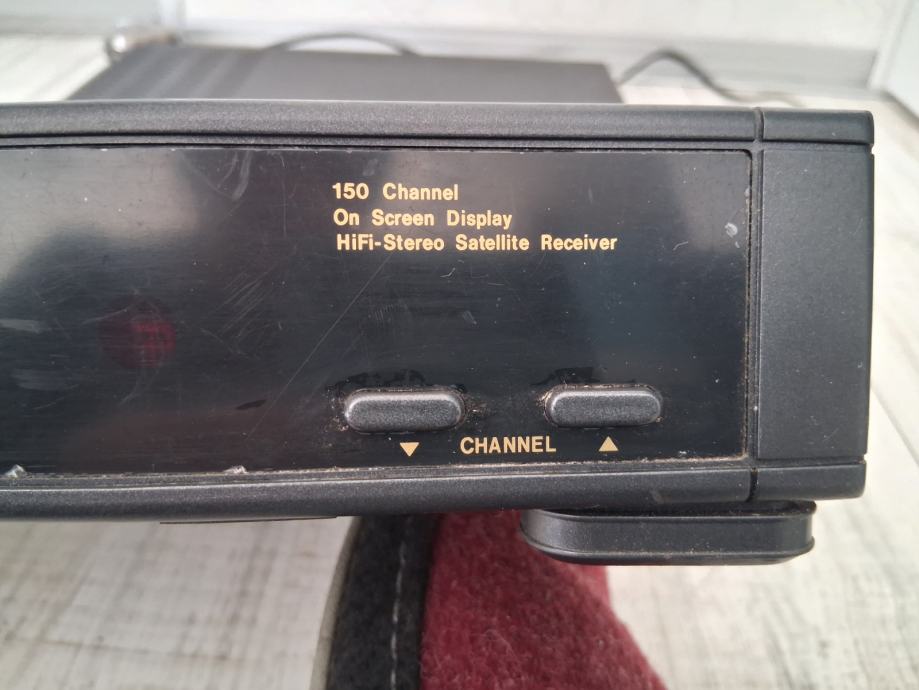 150 Channel
On Screen Display
HiFi-Stereo Satellite Receiver
▼ CHANNEL ▲